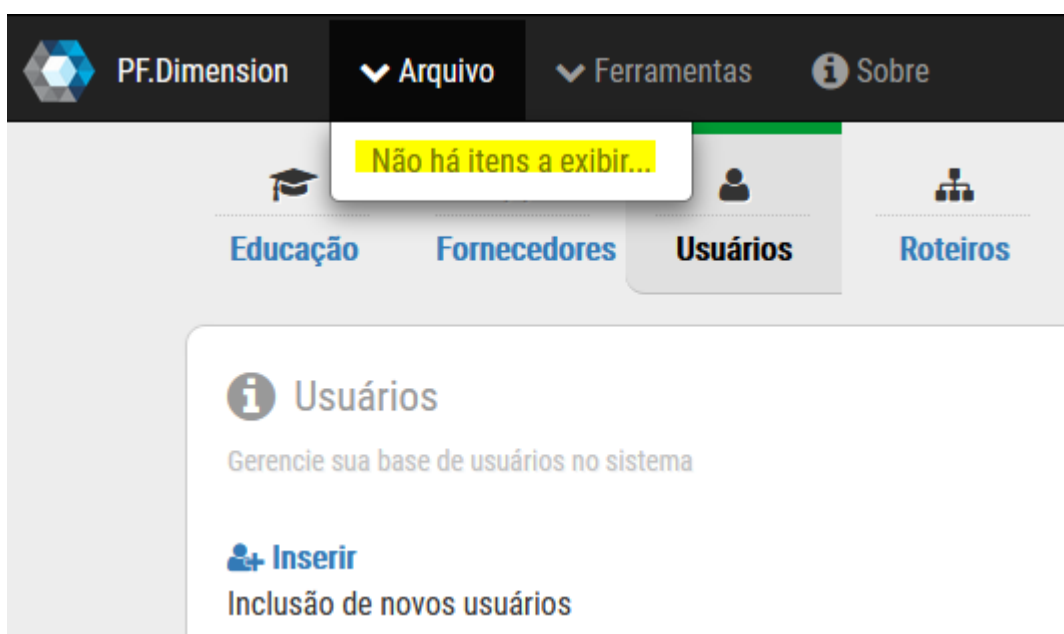 PF.Dimension Arquivo Ferramentas Sobre
Não há itens a exibir...
Educação Fornecedores Usuários Roteiros
Usuários
Gerencie sua base de usuários no sistema
Inserir
Inclusão de novos usuários